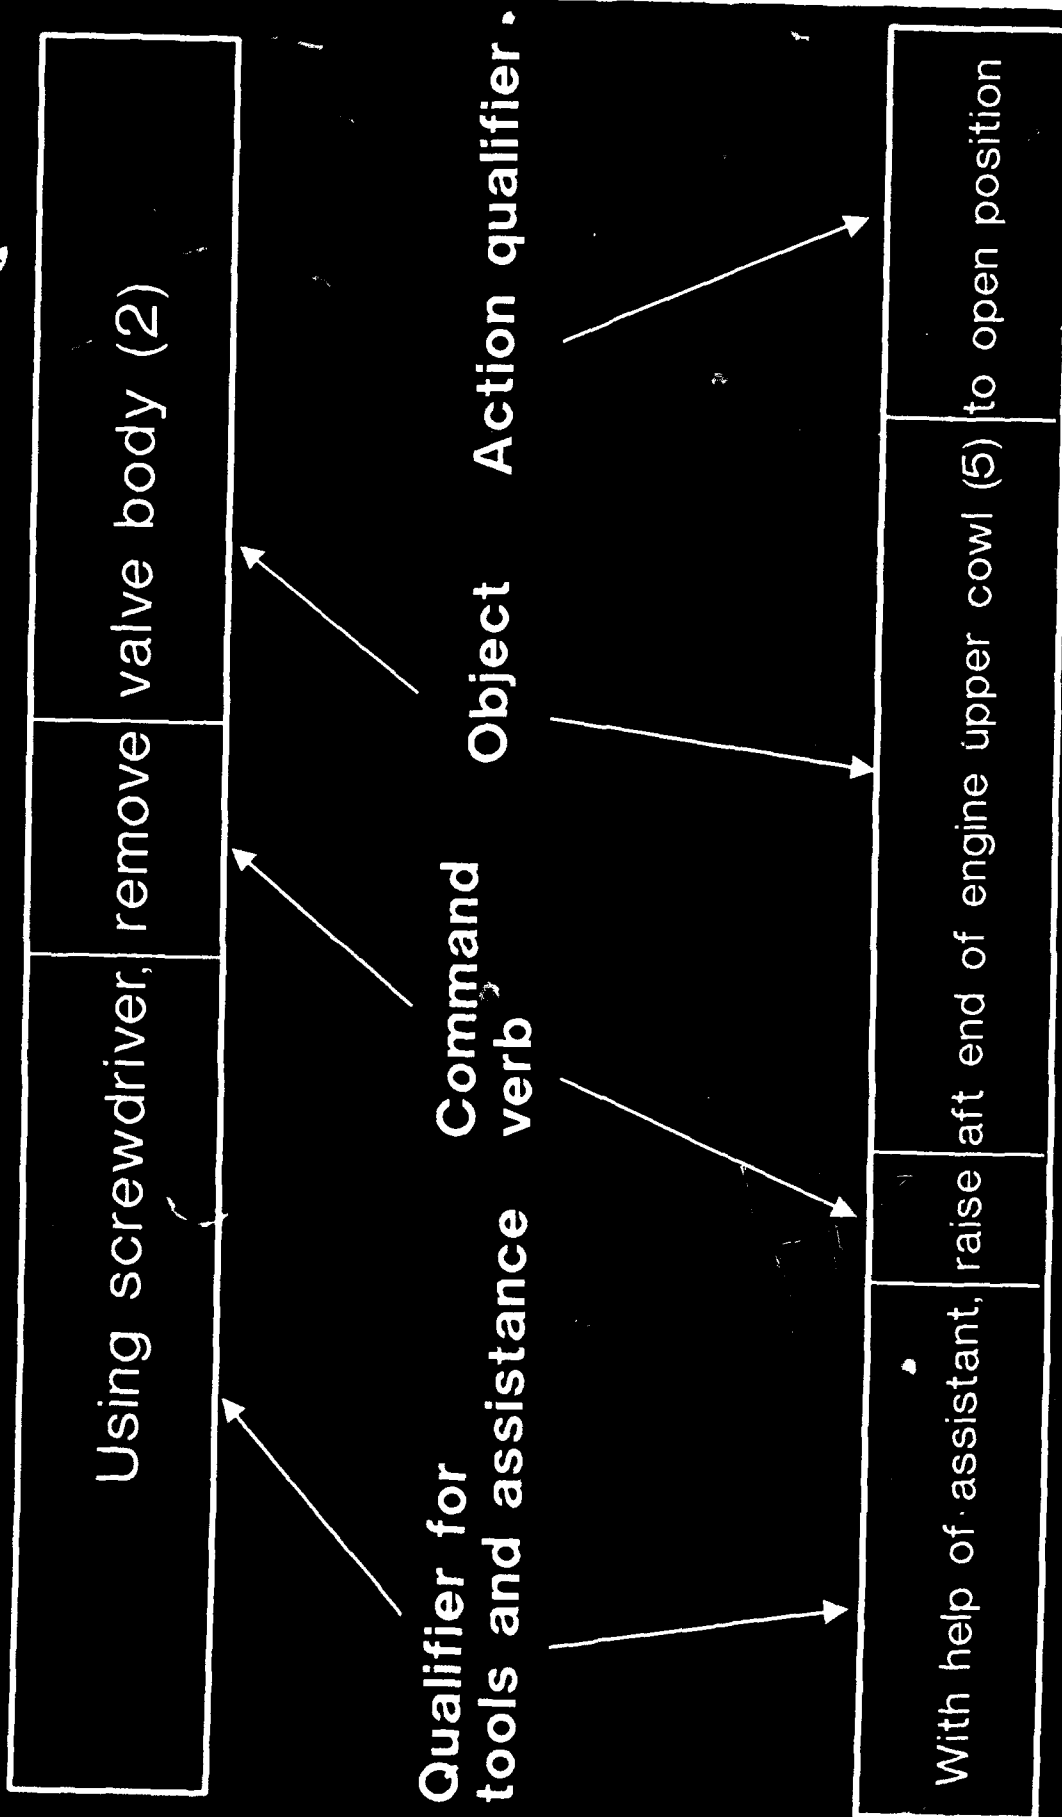 Using screwdriver, remove valve body (2)
Qualifier for
tools and assistance
Command
verb
Object
Action qualifier
With help of assistant, raise aft end of engine upper cowl (5) to open position